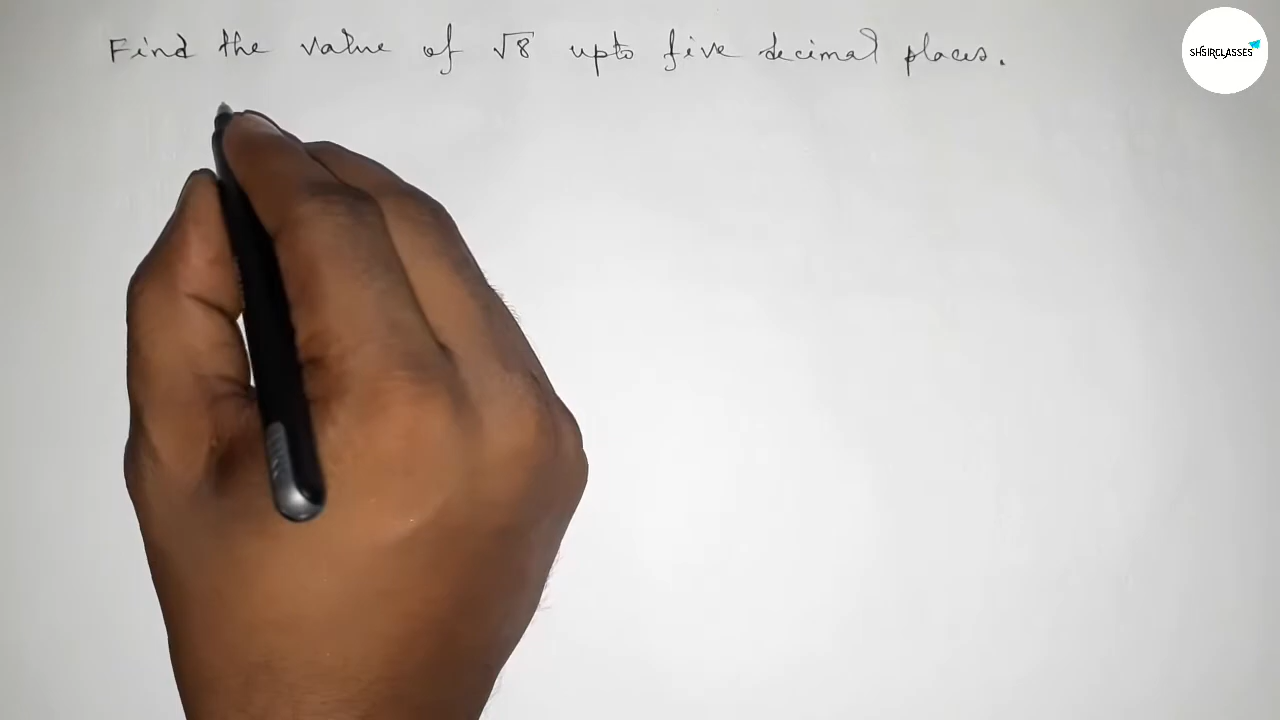 Find the value of √8 upto five decimal places.
SHSIRCLASSES